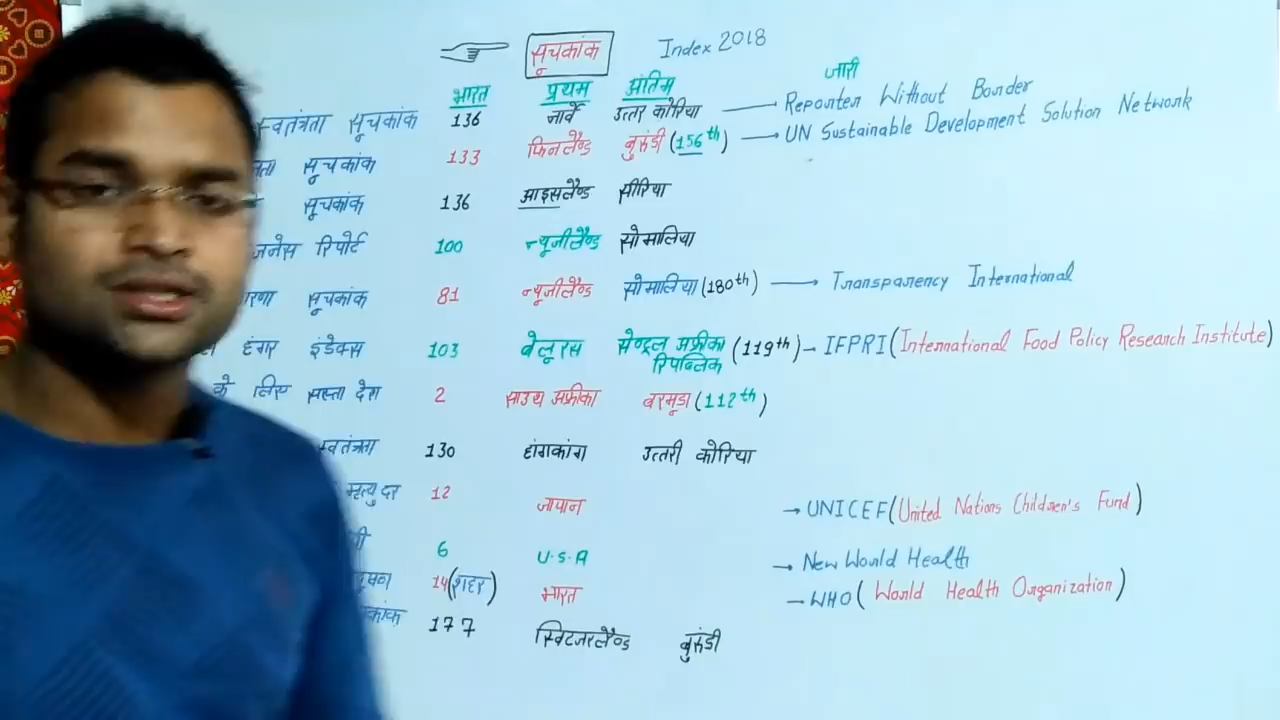 सूचकांक Index 2018
भारत प्रथम अंतिम जारी
स्वतंत्रता सूचकांक 136 नार्वे उत्तर कोरिया Reporter Without Border
सूचकांक 133 फिनलैण्ड बुरुंडी (156th) → UN Sustainable Development Solution Network
सूचकांक 136 आइसलैण्ड सीरिया
रिपोर्ट 100 न्यूजीलैण्ड सोमालिया
सूचकांक 81 न्यूजीलैण्ड सोमालिया (180th) → Transparency International
हंगर इंडेक्स 103 बेलूरस सेण्ट्रल अफ्रीका रिपब्लिक (119th) – IFPRI (International Food Policy Research Institute)
के लिए सस्ता देश 2 साउथ अफ्रीका बरमूडा (112th)
स्वतंत्रता 130 हांगकांग उत्तरी कोरिया
मृत्यु दर 12 जापान → UNICEF (United Nations Children's Fund)
6 U.S.A → New World Health
14 (शहर) भारत → WHO (World Health Organization)
177 स्विटजरलैण्ड बुरुंडी